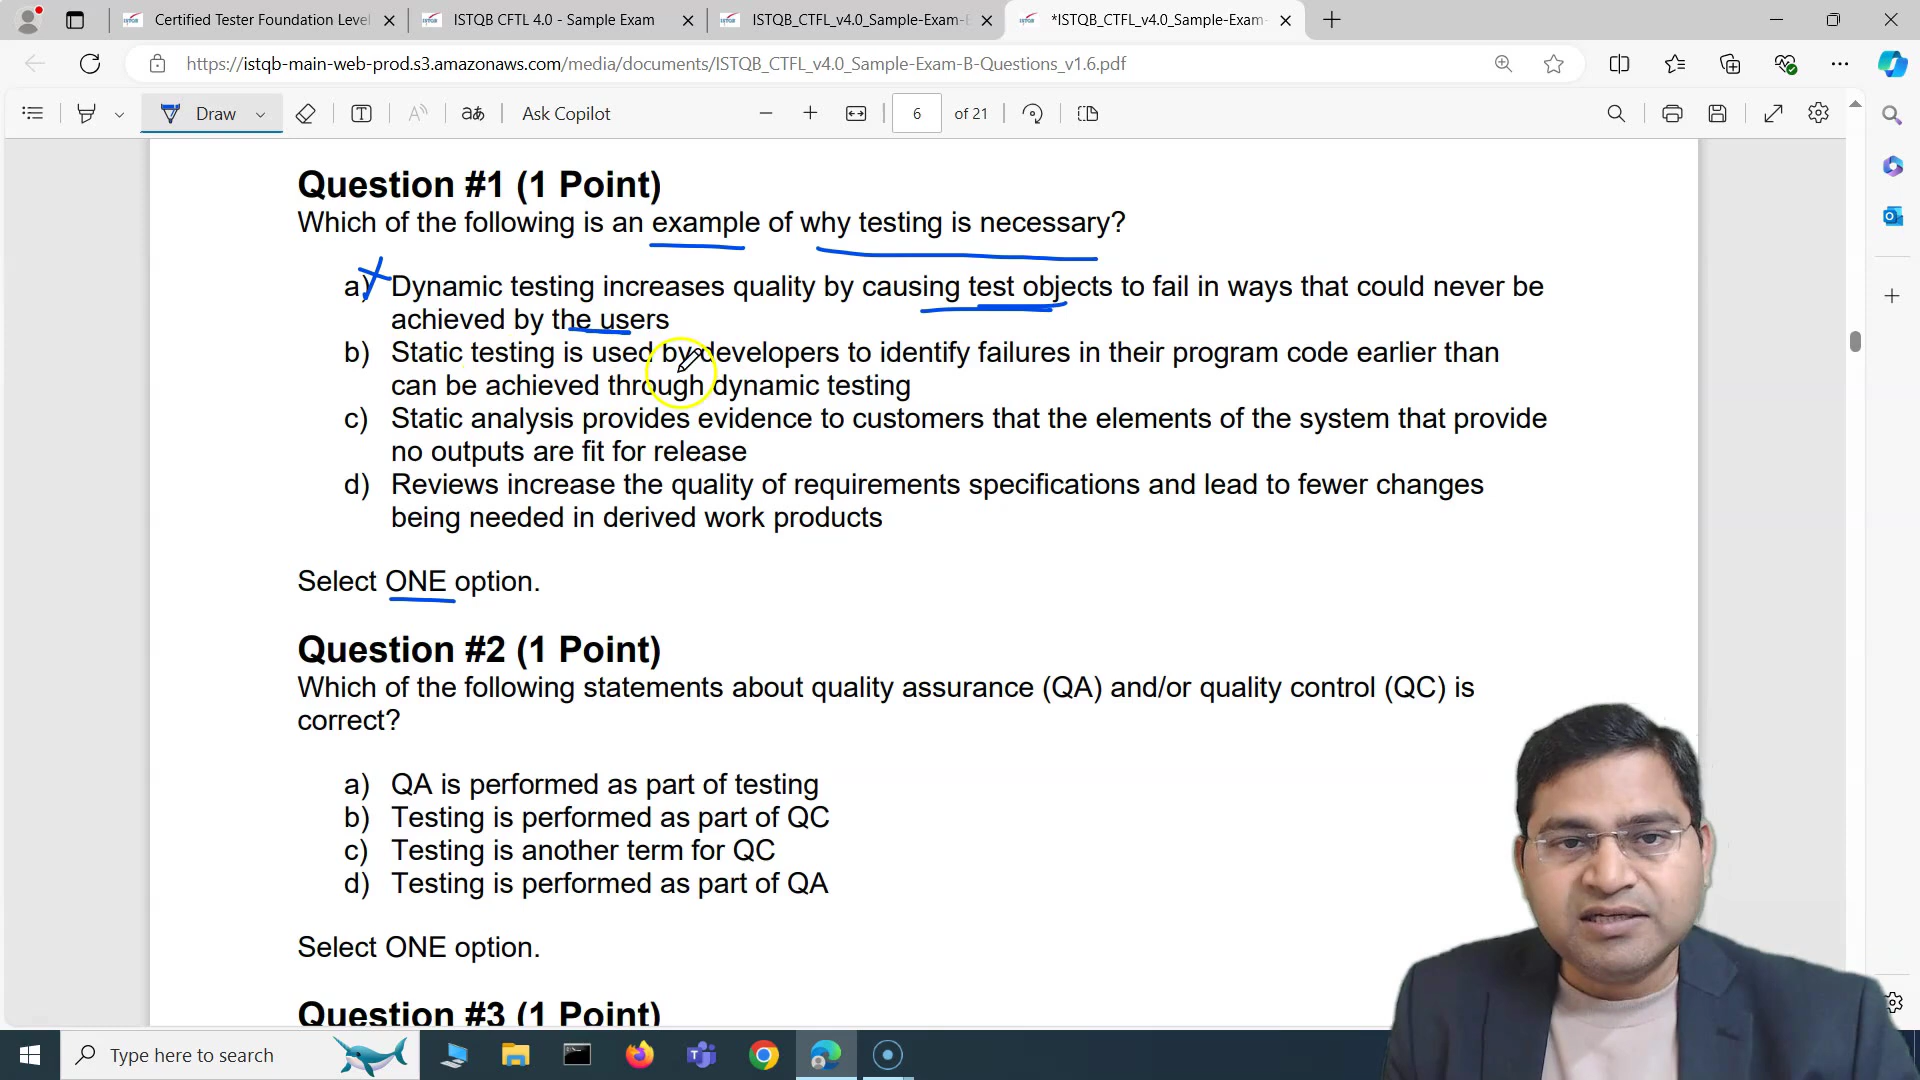 Certified Tester Foundation Level
ISTQB CFTL 4.0 - Sample Exam
ISTQB_CTFL_v4.0_Sample-Exam-
*ISTQB_CTFL_v4.0_Sample-Exam-
https://istqb-main-web-prod.s3.amazonaws.com/media/documents/ISTQB_CTFL_v4.0_Sample-Exam-B-Questions_v1.6.pdf
Draw
aあ
Ask Copilot
6 of 21
Question #1 (1 Point)
Which of the following is an example of why testing is necessary?
a) Dynamic testing increases quality by causing test objects to fail in ways that could never be
achieved by the users
b) Static testing is used by developers to identify failures in their program code earlier than
can be achieved through dynamic testing
c) Static analysis provides evidence to customers that the elements of the system that provide
no outputs are fit for release
d) Reviews increase the quality of requirements specifications and lead to fewer changes
being needed in derived work products
Select ONE option.
Question #2 (1 Point)
Which of the following statements about quality assurance (QA) and/or quality control (QC) is
correct?
a) QA is performed as part of testing
b) Testing is performed as part of QC
c) Testing is another term for QC
d) Testing is performed as part of QA
Select ONE option.
Question #3 (1 Point)
Type here to search